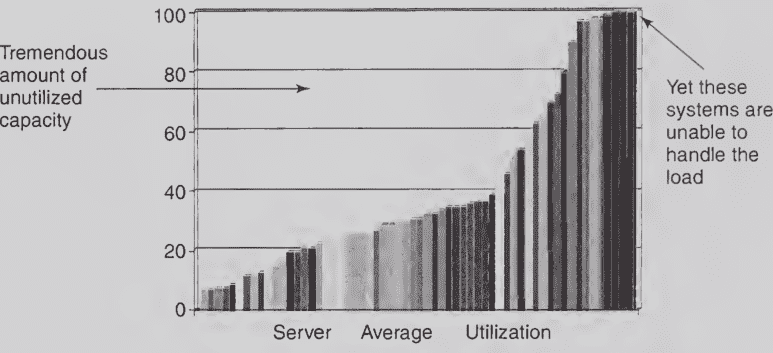 100
80
60
40
20
0
Tremendous
amount of
unutilized
capacity
Yet these
systems are
unable to
handle the
load
Server Average Utilization